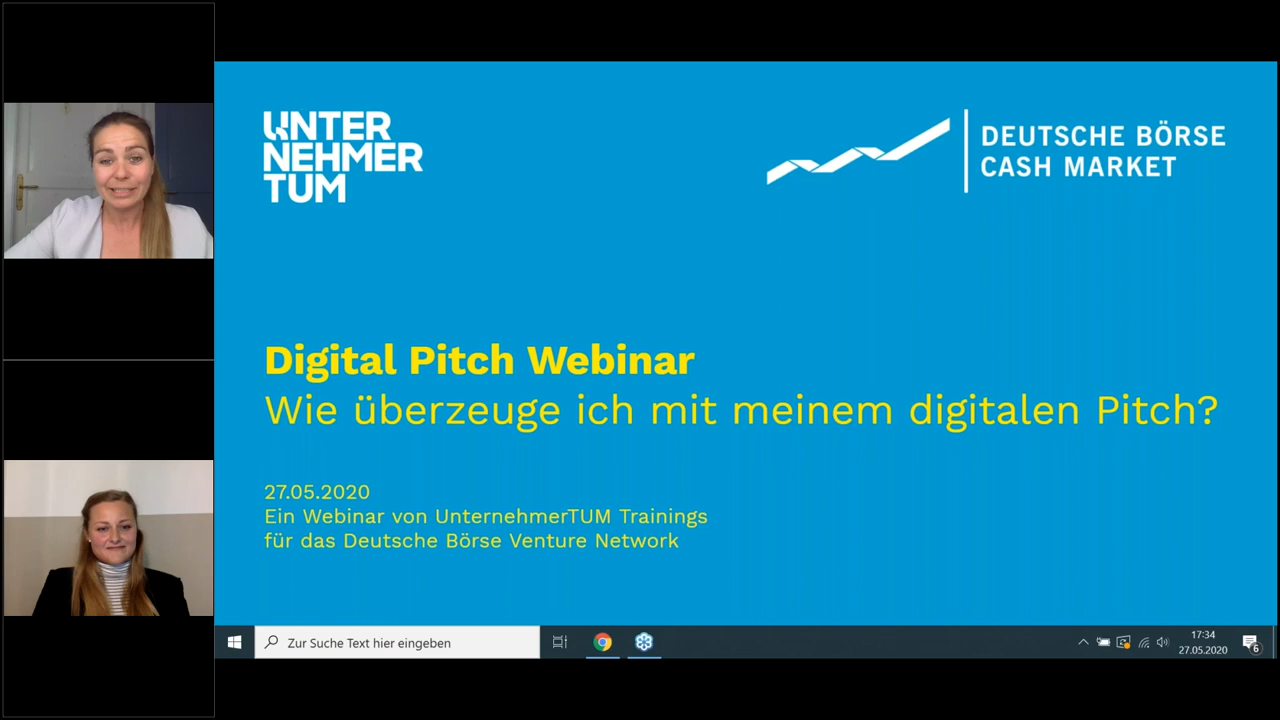 UNTER
NEHMER
TUM
DEUTSCHE BÖRSE
CASH MARKET
Digital Pitch Webinar
Wie überzeuge ich mit meinem digitalen Pitch?
27.05.2020
Ein Webinar von UnternehmerTUM Trainings
für das Deutsche Börse Venture Network
Zur Suche Text hier eingeben
17:34
27.05.2020
6